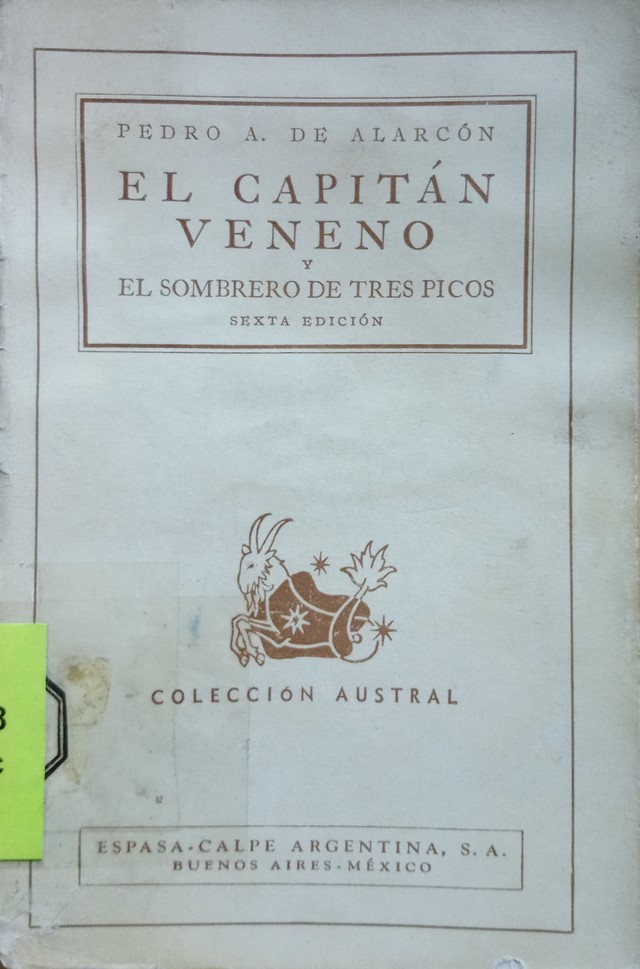 PEDRO A. DE ALARCÓN
EL CAPITÁN
VENENO
Y
EL SOMBRERO DE TRES PICOS
SEXTA EDICIÓN
COLECCIÓN AUSTRAL
ESPASA-CALPE ARGENTINA, S. A.
BUENOS AIRES-MÉXICO